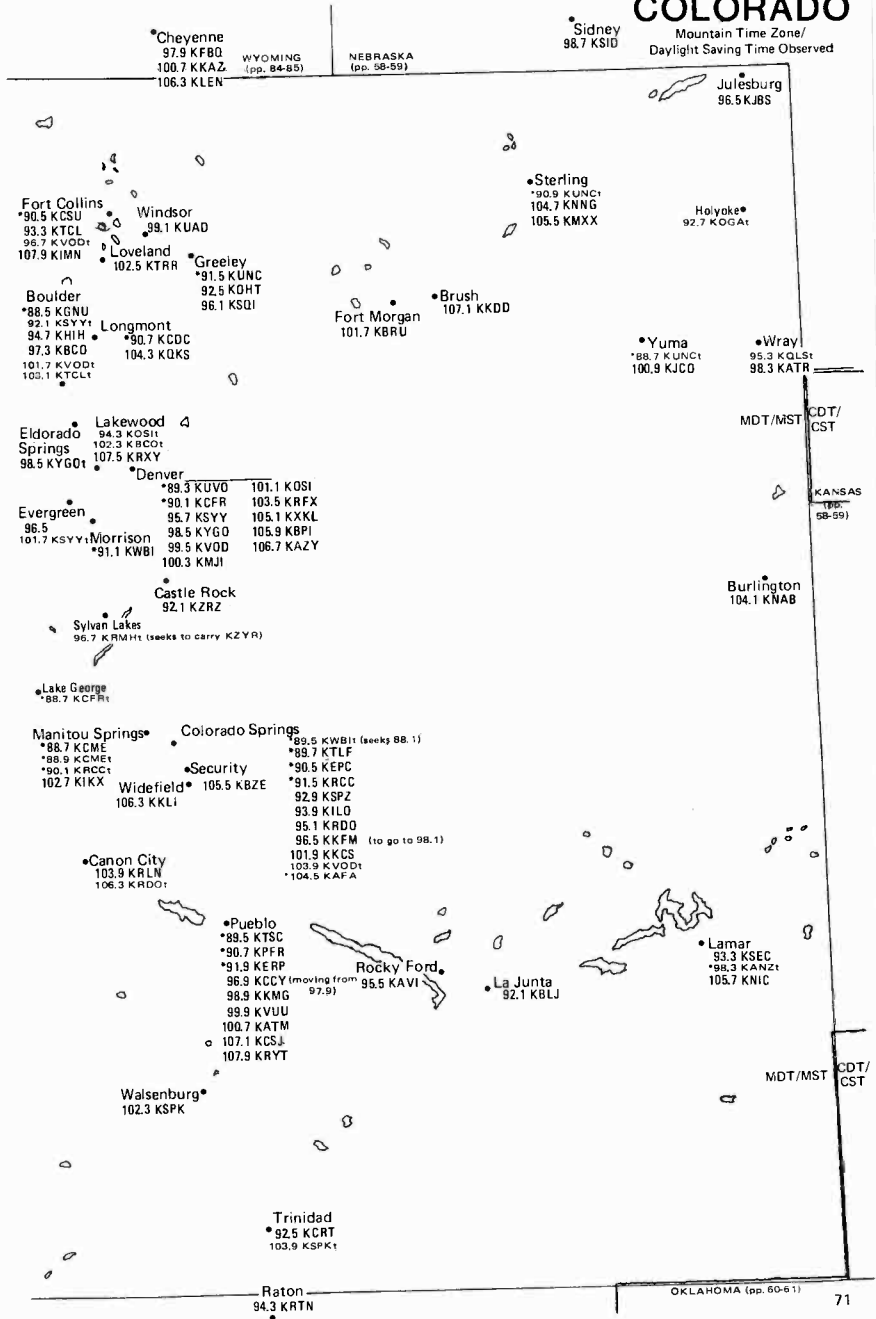 COLORADO
Mountain Time Zone/
Daylight Saving Time Observed
Cheyenne
97.9 KFBQ
100.7 KKAZ
106.3 KLEN
WYOMING
(pp. 84-85)
NEBRASKA
(pp. 58-59)
Sidney
98.7 KSID
Julesburg
96.5 KJBS
Sterling
*90.9 KUNCt
104.7 KNNG
105.5 KMXX
Holyoke
92.7 KOGAt
Fort Collins
*90.5 KCSU
93.3 KTCL
96.7 KVODt
107.9 KIMN
Windsor
99.1 KUAD
Loveland
102.5 KTRR
Greeley
*91.5 KUNC
92.5 KOHT
96.1 KSQI
Boulder
*88.5 KGNU
92.1 KSYYt
94.7 KHIH
97.3 KBCO
101.7 KVODt
103.1 KTCLt
Longmont
*90.7 KCDC
104.3 KQKS
Fort Morgan
101.7 KBRU
Brush
107.1 KKDD
Yuma
*88.7 KUNCt
100.9 KJCO
Wray
95.3 KQLSt
98.3 KATR
MDT/MST
CDT/
CST
KANSAS
(pp.
58-59)
Eldorado
Springs
98.5 KYGOt
Lakewood
94.3 KOSIt
102.3 KBCOt
107.5 KRXY
Denver
*89.3 KUVO
*90.1 KCFR
95.7 KSYY
98.5 KYGO
99.5 KVOD
100.3 KMJI
101.1 KOSI
103.5 KRFX
105.1 KXKL
105.9 KBPI
106.7 KAZY
Evergreen
96.5
101.7 KSYYt
Morrison
*91.1 KWBI
Castle Rock
92.1 KZRZ
Burlington
104.1 KNAB
Sylvan Lakes
96.7 KRMHt (seeks to carry KZYR)
Lake George
*88.7 KCFRt
Manitou Springs
*88.7 KCME
*88.9 KCMEt
*90.1 KRCCt
102.7 KIKX
Colorado Springs
*89.5 KWBIt (seeks 88.1)
*89.7 KTLF
*90.5 KEPC
*91.5 KRCC
92.9 KSPZ
93.9 KILO
95.1 KRDO
96.5 KKFM (to go to 98.1)
101.9 KKCS
103.9 KVODt
*104.5 KAFA
Security
105.5 KBZE
Widefield
106.3 KKLI
Canon City
103.9 KRLN
106.3 KRDOt
Pueblo
*89.5 KTSC
*90.7 KPFR
*91.9 KERP
96.9 KCCY (moving from
97.9)
98.9 KKMG
99.9 KVUU
100.7 KATM
107.1 KCSJ
107.9 KRYT
Rocky Ford
95.5 KAVI
La Junta
92.1 KBLJ
Lamar
93.3 KSEC
*98.3 KANZt
105.7 KNIC
MDT/MST
CDT/
CST
Walsenburg
102.3 KSPK
Trinidad
92.5 KCRT
103.9 KSPKt
Raton
94.3 KRTN
OKLAHOMA (pp. 60-61)
71